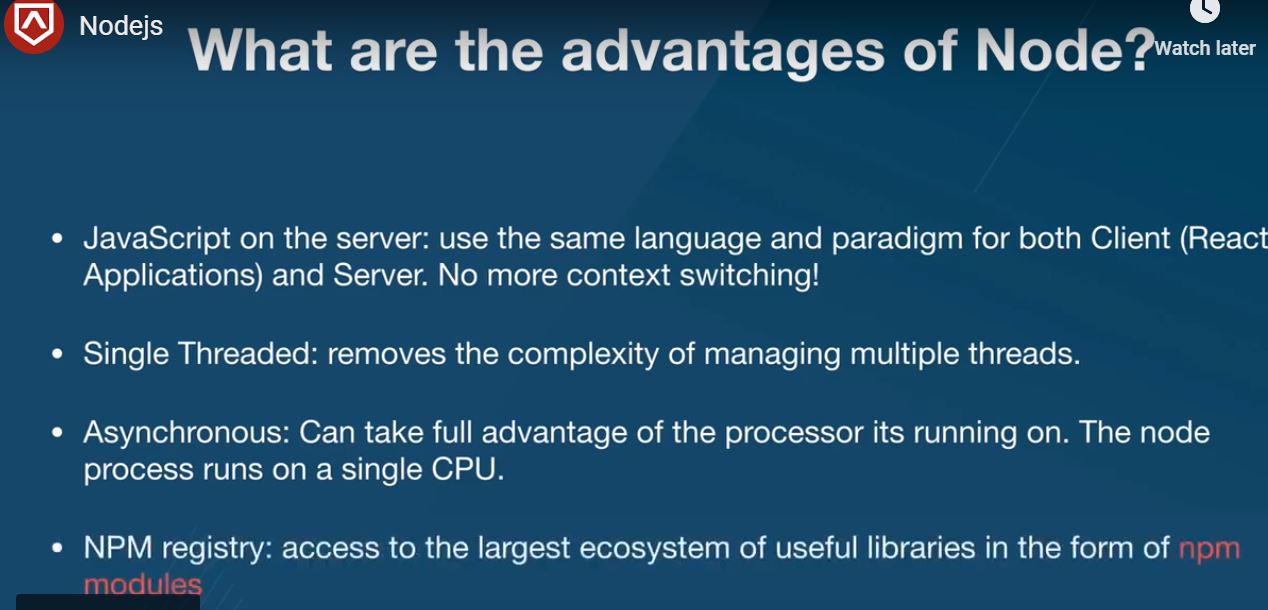 Nodejs
What are the advantages of Node?
Watch later
• JavaScript on the server: use the same language and paradigm for both Client (React
Applications) and Server. No more context switching!
• Single Threaded: removes the complexity of managing multiple threads.
• Asynchronous: Can take full advantage of the processor its running on. The node
process runs on a single CPU.
• NPM registry: access to the largest ecosystem of useful libraries in the form of npm
modules